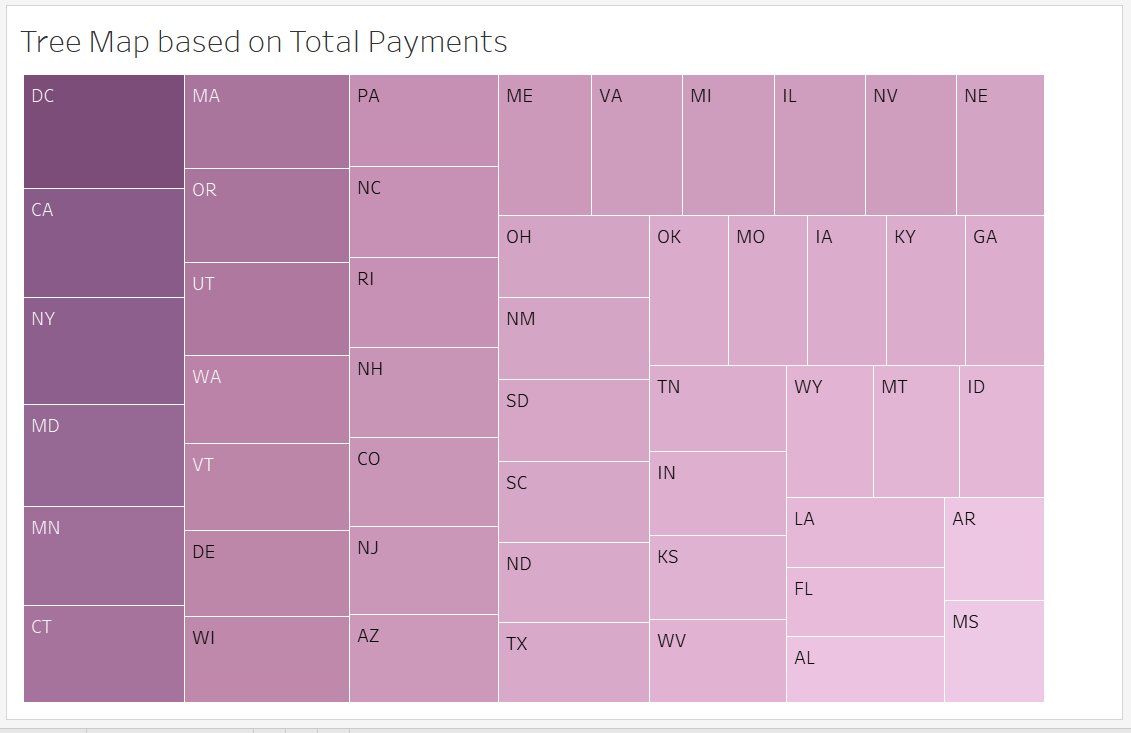 Tree Map based on Total Payments
DC
CA
NY
MD
MN
CT
MA
OR
UT
WA
VT
DE
WI
PA
NC
RI
NH
CO
NJ
AZ
ME
VA
MI
IL
NV
NE
OH
NM
SD
SC
ND
TX
OK
MO
IA
KY
GA
TN
IN
KS
WV
WY
MT
ID
LA
FL
AL
AR
MS